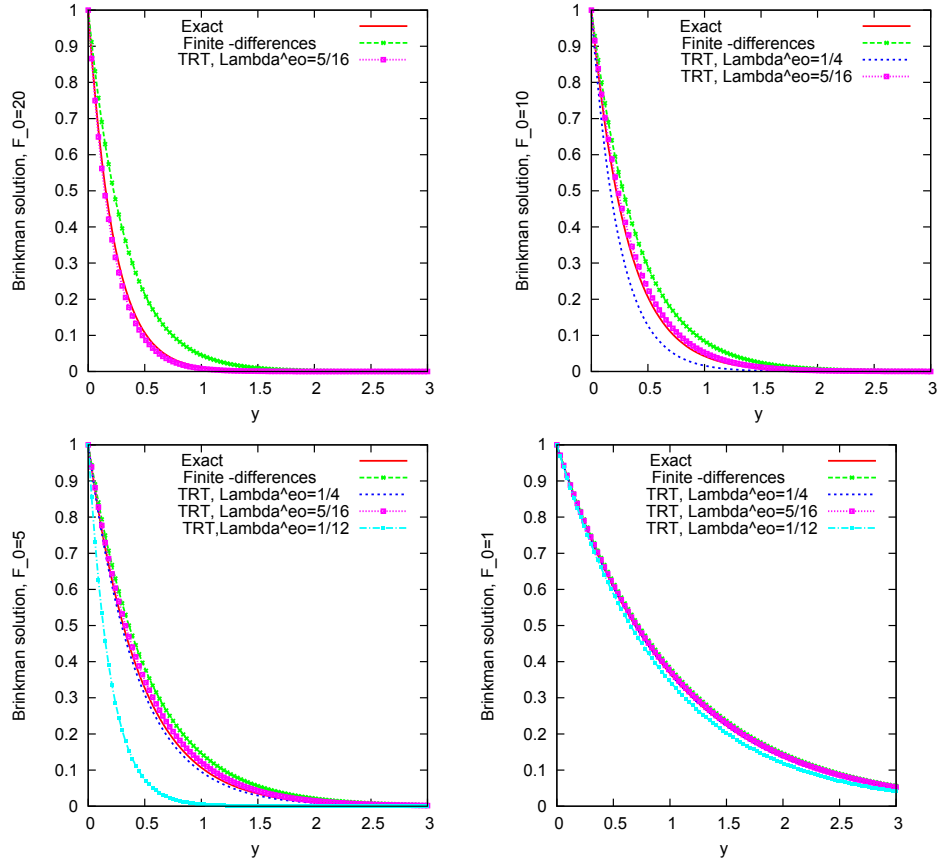 Exact
Finite -differences
TRT, Lambda^eo=5/16
Brinkman solution, F_0=20
1
0.9
0.8
0.7
0.6
0.5
0.4
0.3
0.2
0.1
0
0 0.5 1 1.5 2 2.5 3
y
Exact
Finite -differences
TRT, Lambda^eo=1/4
TRT, Lambda^eo=5/16
Brinkman solution, F_0=10
1
0.9
0.8
0.7
0.6
0.5
0.4
0.3
0.2
0.1
0
0 0.5 1 1.5 2 2.5 3
y
Exact
Finite -differences
TRT, Lambda^eo=1/4
TRT, Lambda^eo=5/16
TRT,Lambda^eo=1/12
Brinkman solution, F_0=5
1
0.9
0.8
0.7
0.6
0.5
0.4
0.3
0.2
0.1
0
0 0.5 1 1.5 2 2.5 3
y
Exact
Finite -differences
TRT, Lambda^eo=1/4
TRT, Lambda^eo=5/16
TRT,Lambda^eo=1/12
Brinkman solution, F_0=1
1
0.9
0.8
0.7
0.6
0.5
0.4
0.3
0.2
0.1
0
0 0.5 1 1.5 2 2.5 3
y